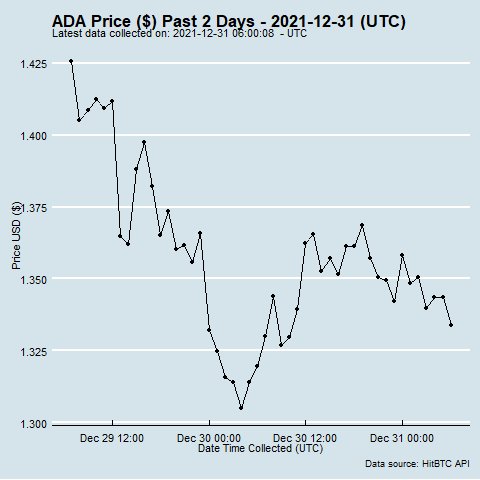 ADA Price ($) Past 2 Days - 2021-12-31 (UTC)
Latest data collected on: 2021-12-31 06:00:08  - UTC
1.425
1.400
1.375
1.350
1.325
1.300
Price USD ($)
Dec 29 12:00 Dec 30 00:00 Dec 30 12:00 Dec 31 00:00
Date Time Collected (UTC)
Data source: HitBTC API